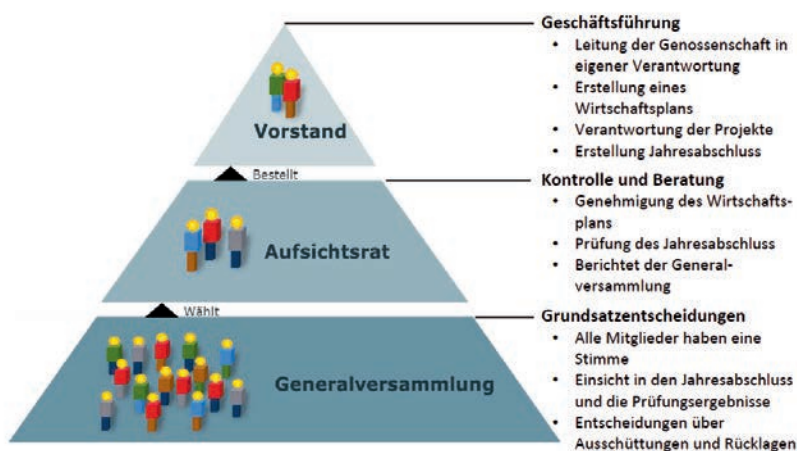 Geschäftsführung
• Leitung der Genossenschaft in
eigener Verantwortung
• Erstellung eines
Wirtschaftsplans
• Verantwortung der Projekte
• Erstellung Jahresabschluss
Vorstand
Bestellt
Kontrolle und Beratung
• Genehmigung des Wirtschafts-
plans
• Prüfung des Jahresabschluss
• Berichtet der General-
versammlung
Aufsichtsrat
Wählt
Grundsatzentscheidungen
• Alle Mitglieder haben eine
Stimme
• Einsicht in den Jahresabschluss
und die Prüfungsergebnisse
• Entscheidungen über
Ausschüttungen und Rücklagen
Generalversammlung